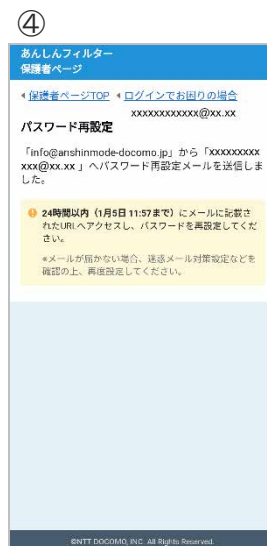 ④
あんしんフィルター
保護者ページ
保護者ページTOP ログインでお困りの場合
xxxxxxxxxxxx@xx.xx
パスワード再設定
「info@anshinmode-docomo.jp」から「xxxxxxxxx
xxx@xx.xx 」へパスワード再設定メールを送信しま
した。
24時間以内（1月5日 11:57まで）にメールに記載さ
れたURLへアクセスし、パスワードを再設定してくだ
さい。
※メールが届かない場合、迷惑メール対策設定などを
確認の上、再度設定してください。
©NTT DOCOMO, INC. All Rights Reserved.